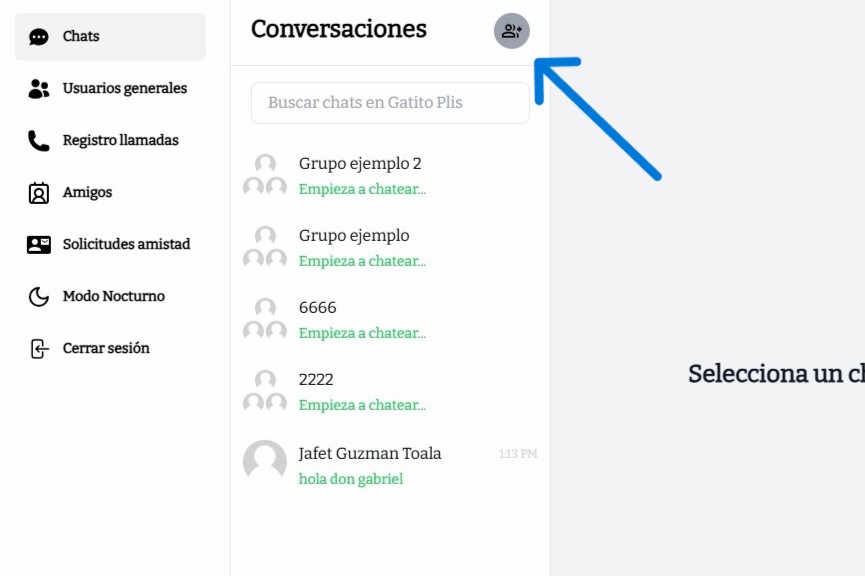 Chats
Usuarios generales
Registro llamadas
Amigos
Solicitudes amistad
Modo Nocturno
Cerrar sesión
Conversaciones
Buscar chats en Gatito Plis
Grupo ejemplo 2
Empieza a chatear...
Grupo ejemplo
Empieza a chatear...
6666
Empieza a chatear...
2222
Empieza a chatear...
Jafet Guzman Toala 1:13 PM
hola don gabriel
Selecciona un